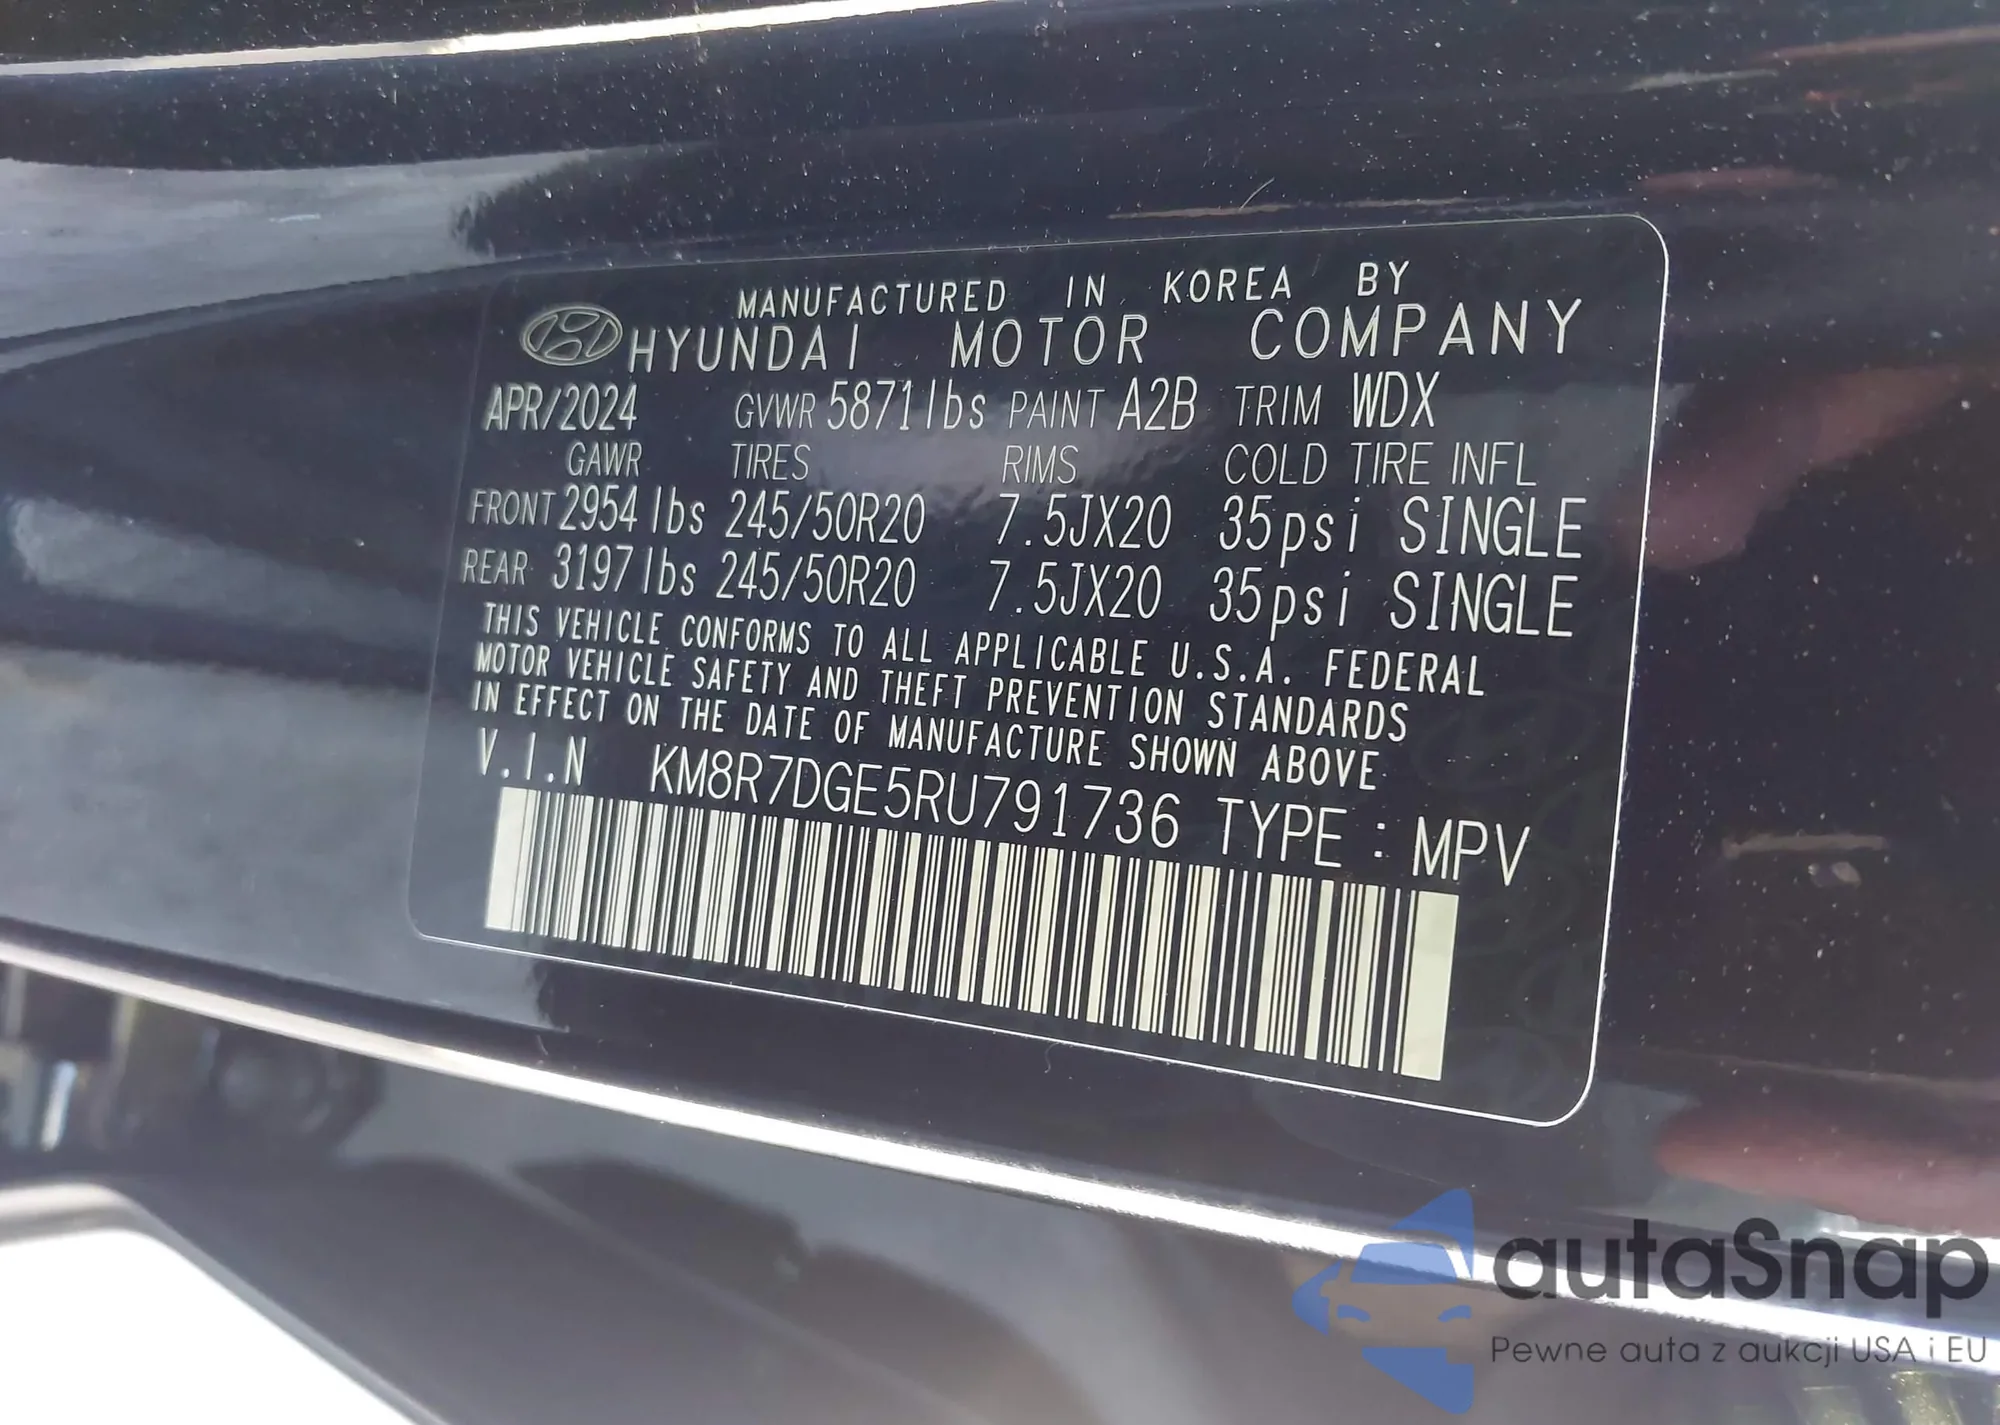 MANUFACTURED IN KOREA BY
HYUNDAI MOTOR COMPANY
APR/2024 GVWR 5871lbs PAINT A2B TRIM WDX
GAWR TIRES RIMS COLD TIRE INFL
FRONT 2954lbs 245/50R20 7.5JX20 35psi SINGLE
REAR 3197lbs 245/50R20 7.5JX20 35psi SINGLE
THIS VEHICLE CONFORMS TO ALL APPLICABLE U.S.A. FEDERAL
MOTOR VEHICLE SAFETY AND THEFT PREVENTION STANDARDS
IN EFFECT ON THE DATE OF MANUFACTURE SHOWN ABOVE
V.I.N KM8R7DGE5RU791736 TYPE : MPV
autaSnap
Pewne auta z aukcji USA i EU